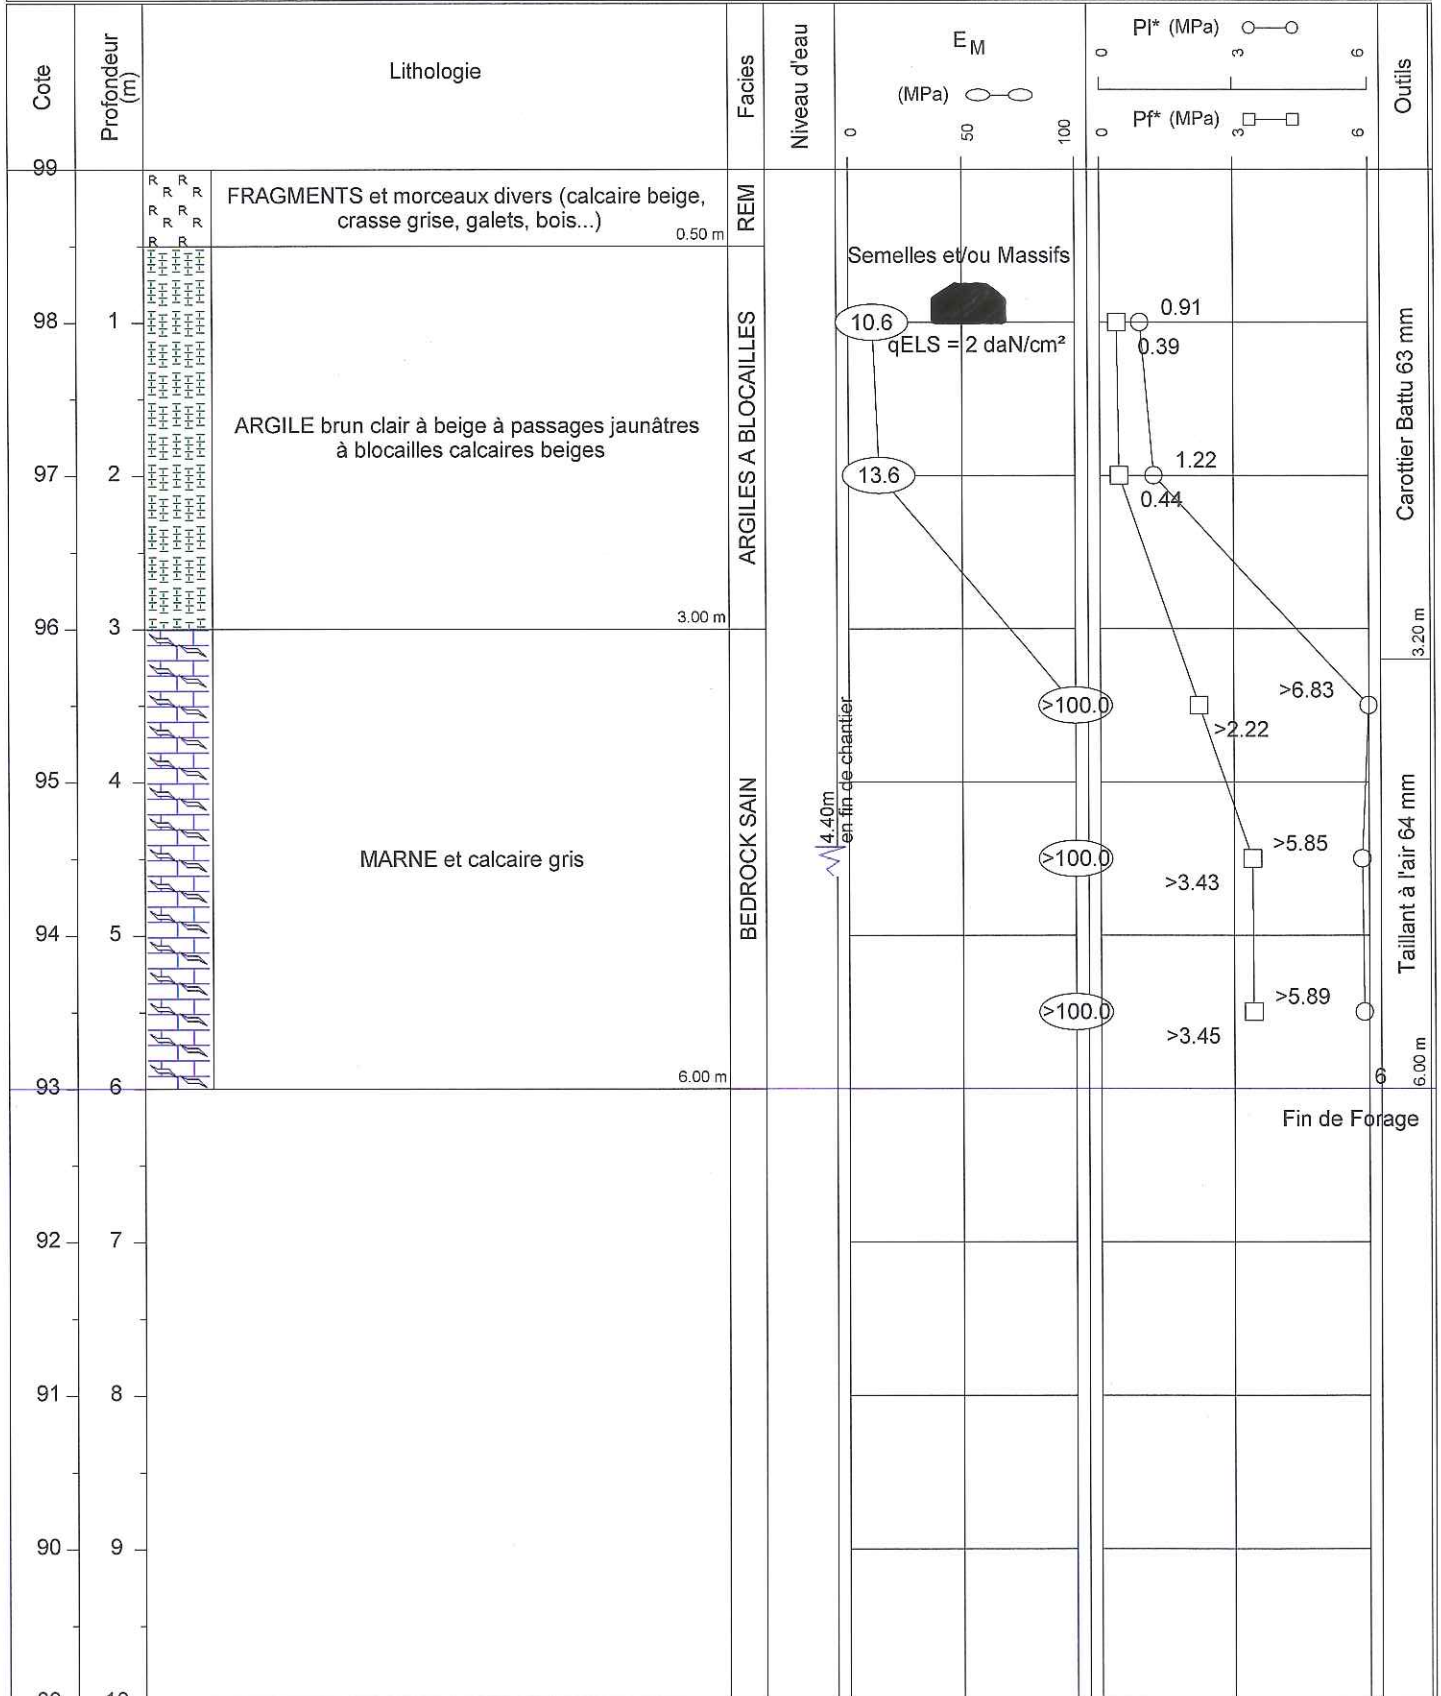 Cote
Profondeur
(m)
Lithologie
Facies
Niveau d'eau
E M
(MPa)
0
50
100
Pl* (MPa)
0
3
6
Pf* (MPa)
0
3
6
Outils
99
R R
R R
R R
R R
R R
FRAGMENTS et morceaux divers (calcaire beige,
crasse grise, galets, bois...)
0.50 m
REM
Semelles et/ou Massifs
98
1
10.6
qELS = 2 daN/cm²
0.91
0.39
ARGILE brun clair à beige à passages jaunâtres
à blocailles calcaires beiges
ARGILES A BLOCAILLES
Carottier Battu 63 mm
97
2
13.6
1.22
0.44
3.00 m
96
3
3.20 m
>100.0
>6.83
>2.22
95
4
4.40m
en fin de chantier
MARNE et calcaire gris
BEDROCK SAIN
>100.0
>5.85
>3.43
Taillant à l'air 64 mm
94
5
>100.0
>5.89
>3.45
6.00 m
6
6.00 m
93
6
Fin de Forage
92
7
91
8
90
9